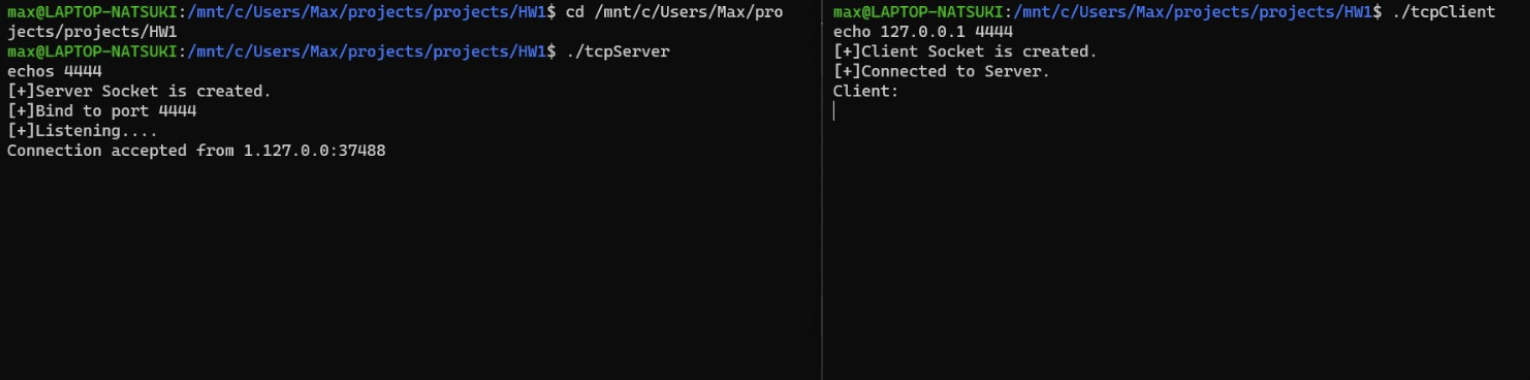 max@LAPTOP-NATSUKI:/mnt/c/Users/Max/projects/projects/HW1$ cd /mnt/c/Users/Max/pro
jects/projects/HW1
max@LAPTOP-NATSUKI:/mnt/c/Users/Max/projects/projects/HW1$ ./tcpServer
echos 4444
[+]Server Socket is created.
[+]Bind to port 4444
[+]Listening....
Connection accepted from 1.127.0.0:37488
max@LAPTOP-NATSUKI:/mnt/c/Users/Max/projects/projects/HW1$ ./tcpClient
echo 127.0.0.1 4444
[+]Client Socket is created.
[+]Connected to Server.
Client: